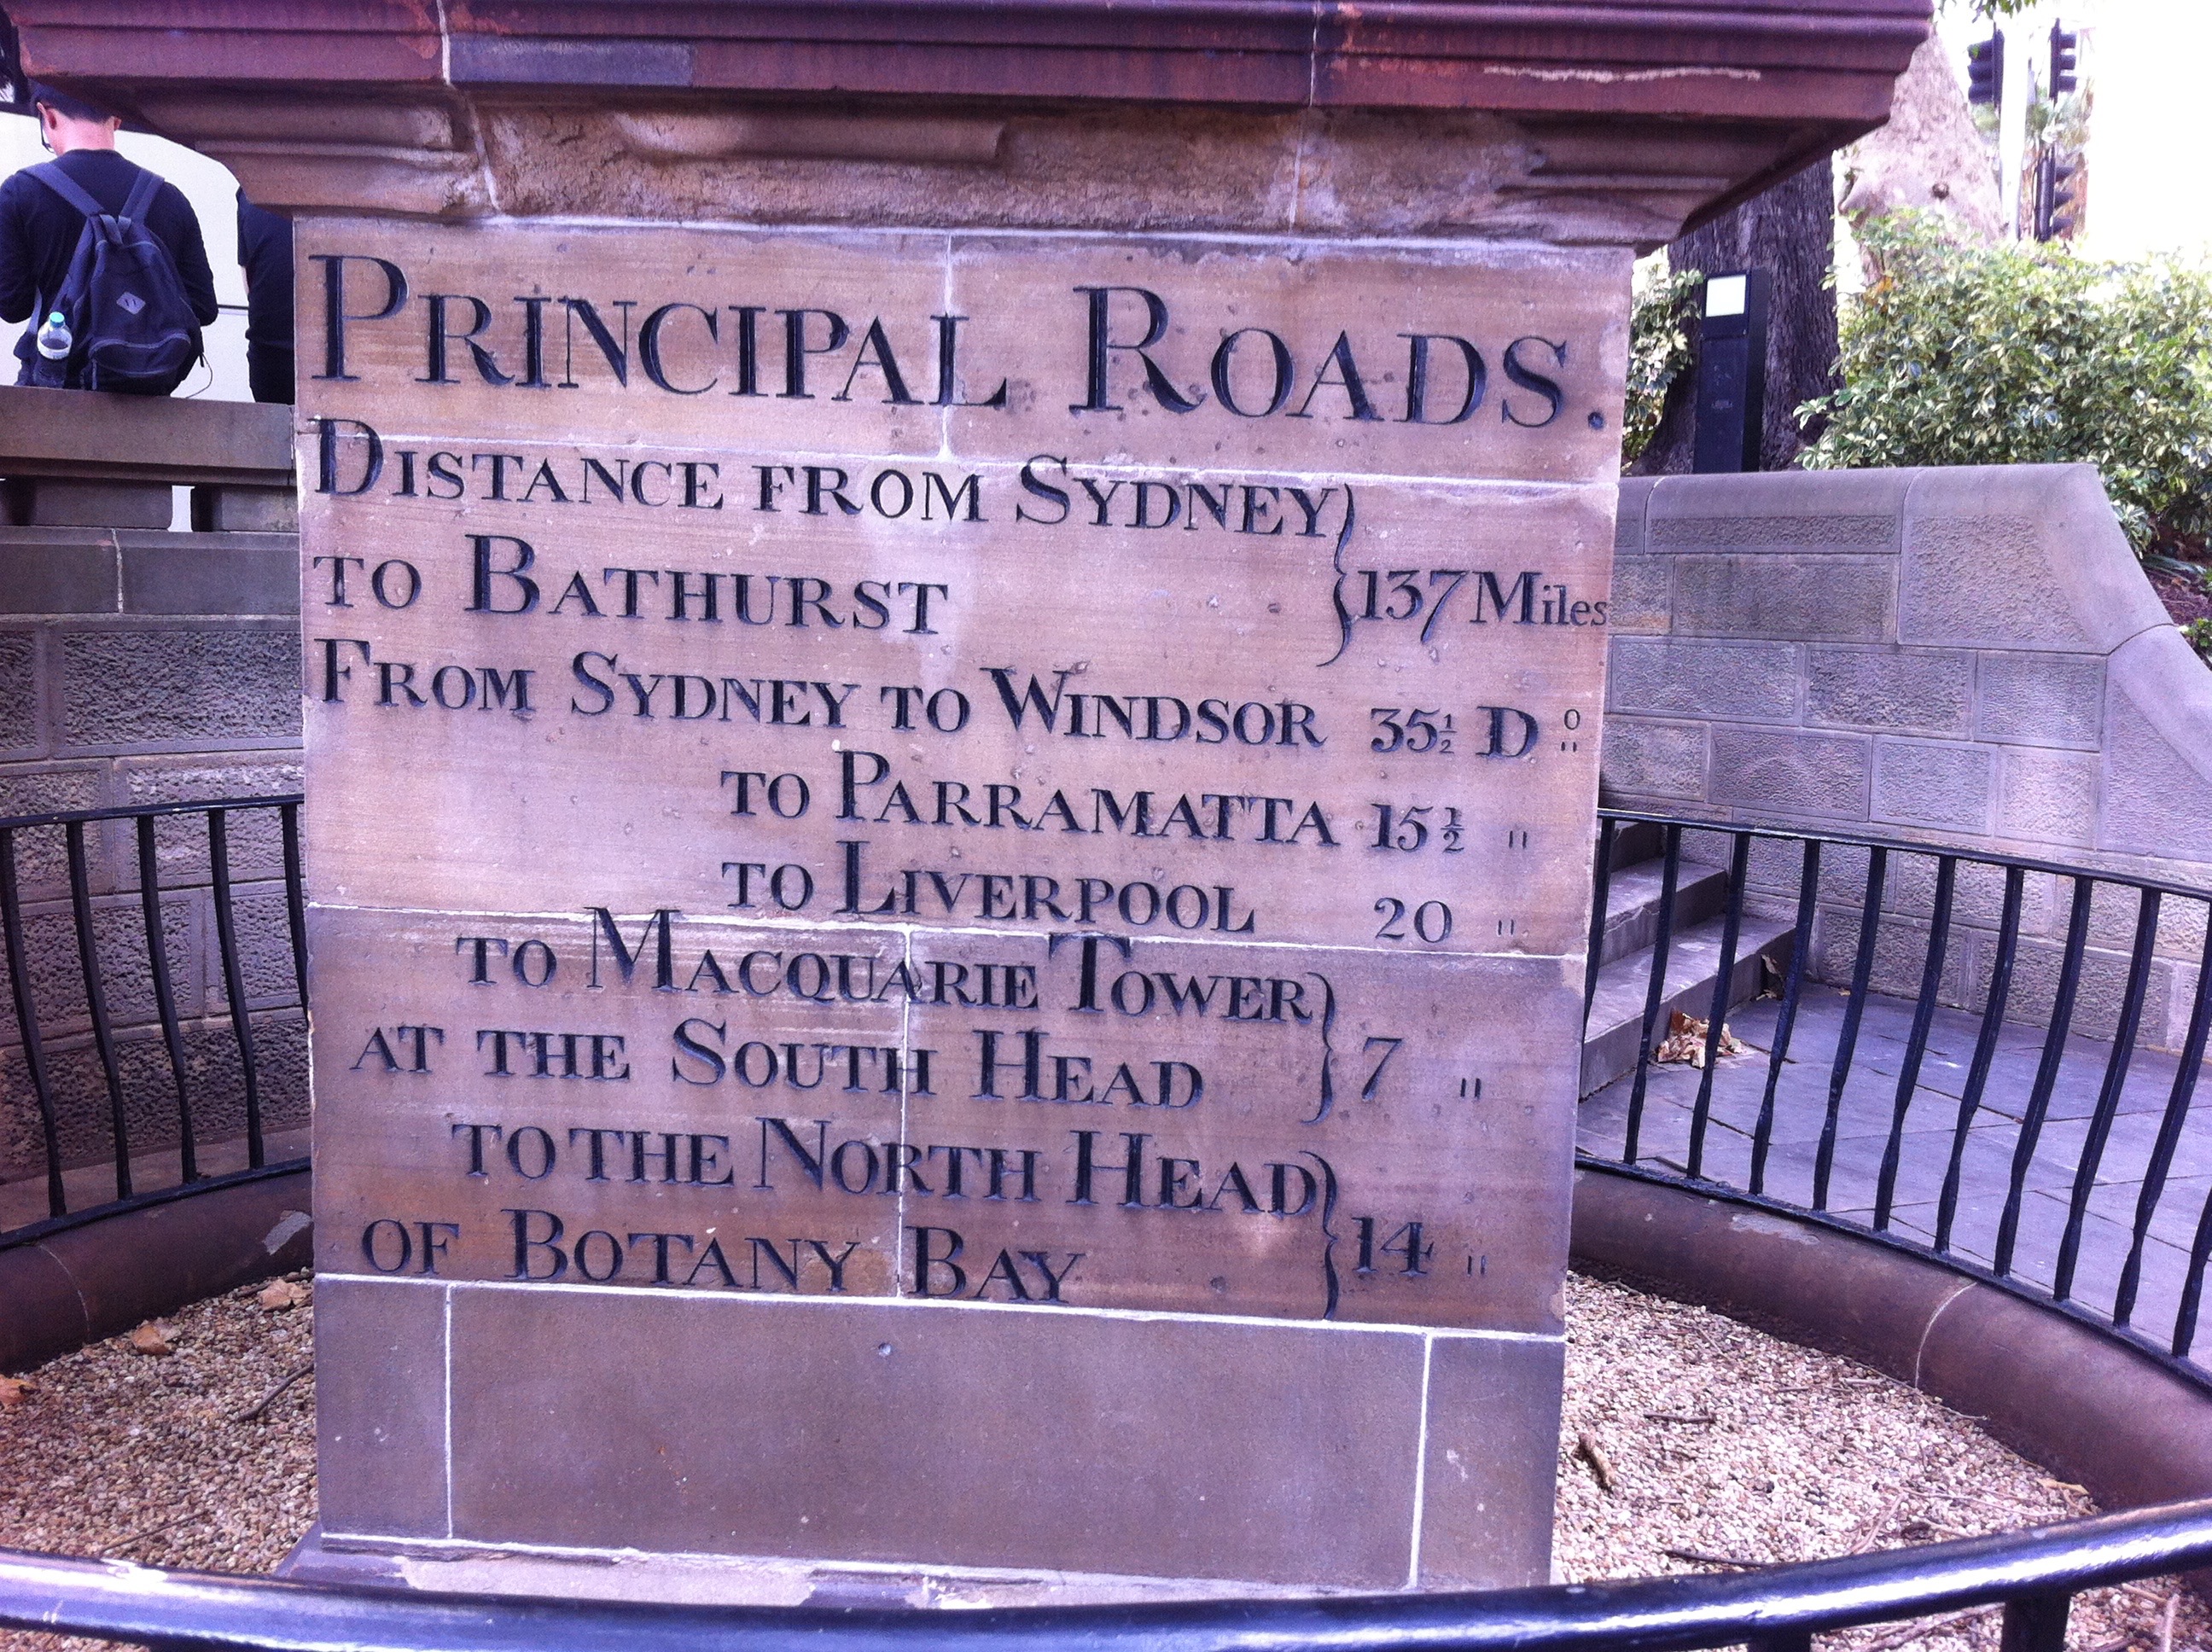 PRINCIPAL ROADS.
DISTANCE FROM SYDNEY
TO BATHURST } 137 Miles
FROM SYDNEY TO WINDSOR 35½ Dº
TO PARRAMATTA 15½ "
TO LIVERPOOL 20 "
TO MACQUARIE TOWER
AT THE SOUTH HEAD } 7 "
TO THE NORTH HEAD
OF BOTANY BAY } 14 "